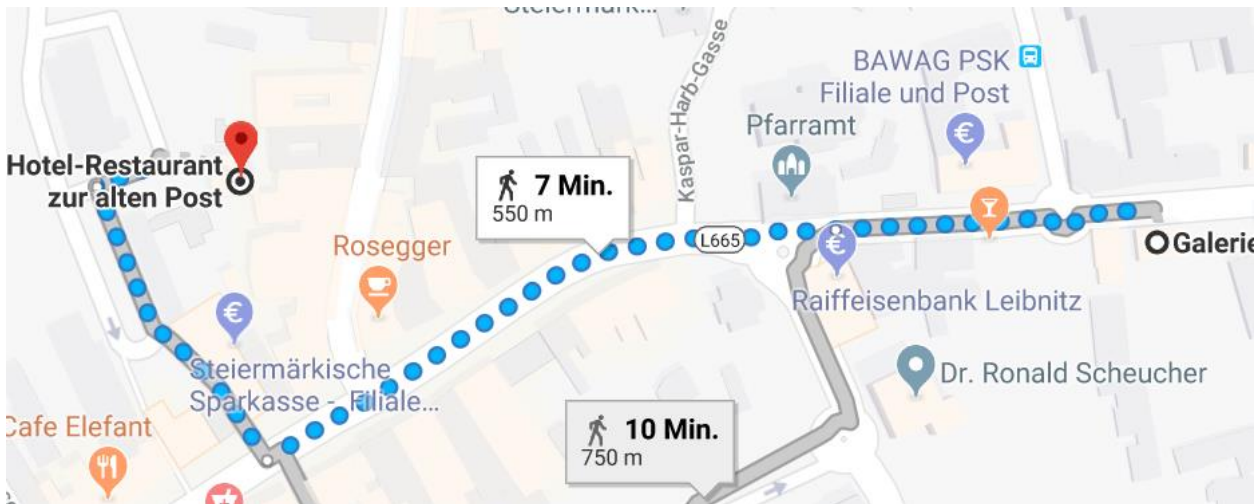 Steiermärk...
Kaspar-Harb-Gasse
BAWAG PSK
Filiale und Post
€
Pfarramt
Hotel-Restaurant
zur alten Post
7 Min.
550 m
Rosegger
L665
Galerie
€
Raiffeisenbank Leibnitz
€
Steiermärkische
Sparkasse - Filiale...
Dr. Ronald Scheucher
Cafe Elefant
10 Min.
750 m